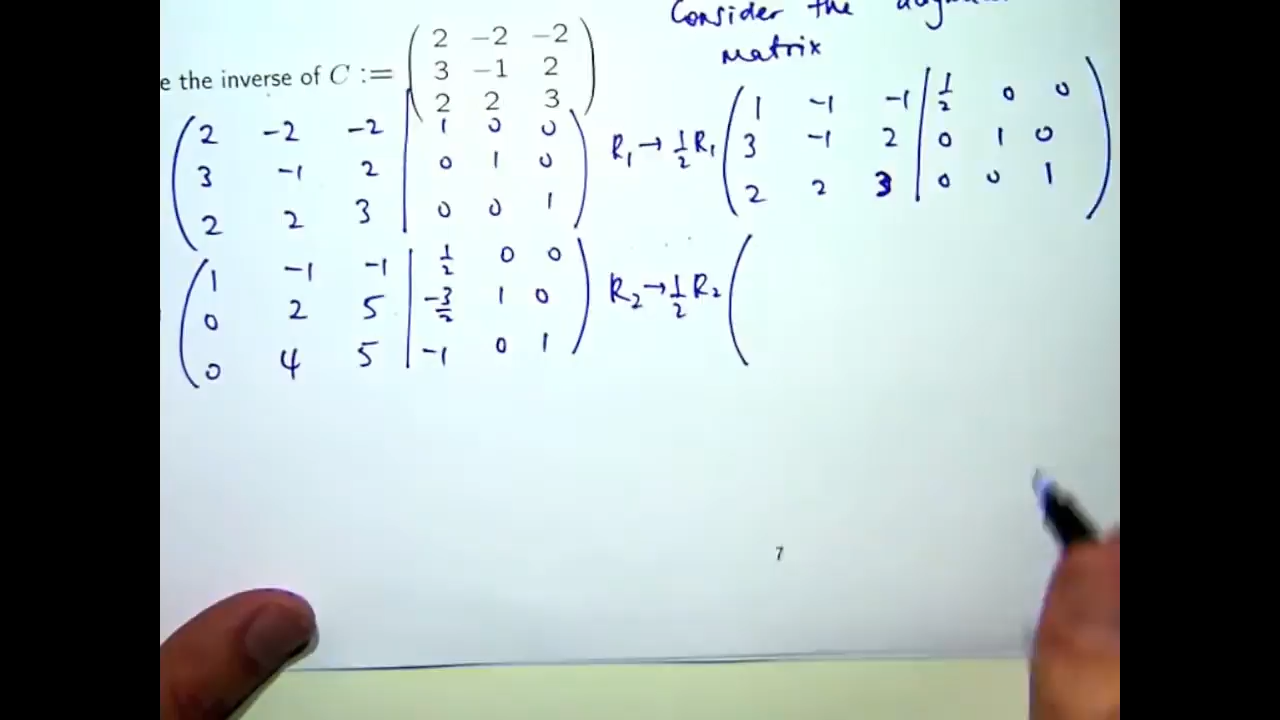 Consider the
matrix
e the inverse of C := ( 2 −2 −2
3 −1 2
2 2 3 )
( 2 -2 -2 | 1 0 0
3 -1 2 | 0 1 0
2 2 3 | 0 0 1 )
R₁ → 1/2 R₁
( 1 -1 -1 | 1/2 0 0
3 -1 2 | 0 1 0
2 2 3 | 0 0 1 )
( 1 -1 -1 | 1/2 0 0
0 2 5 | -3/2 1 0
0 4 5 | -1 0 1 )
R₂ → 1/2 R₂ (
7